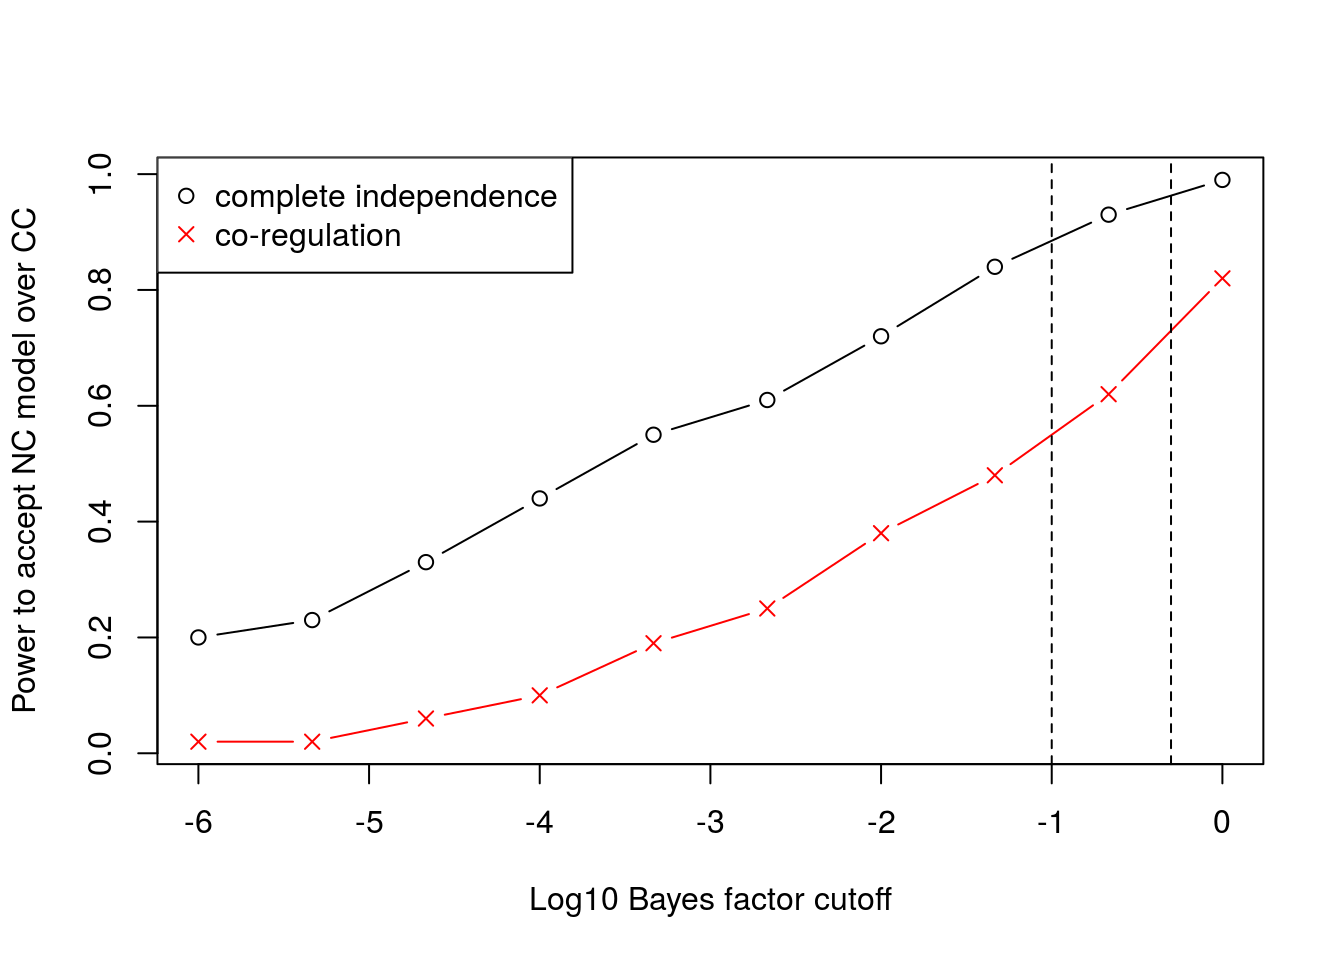 complete independence
co-regulation
Power to accept NC model over CC
1.0
0.8
0.6
0.4
0.2
0.0
-6 -5 -4 -3 -2 -1 0
Log10 Bayes factor cutoff